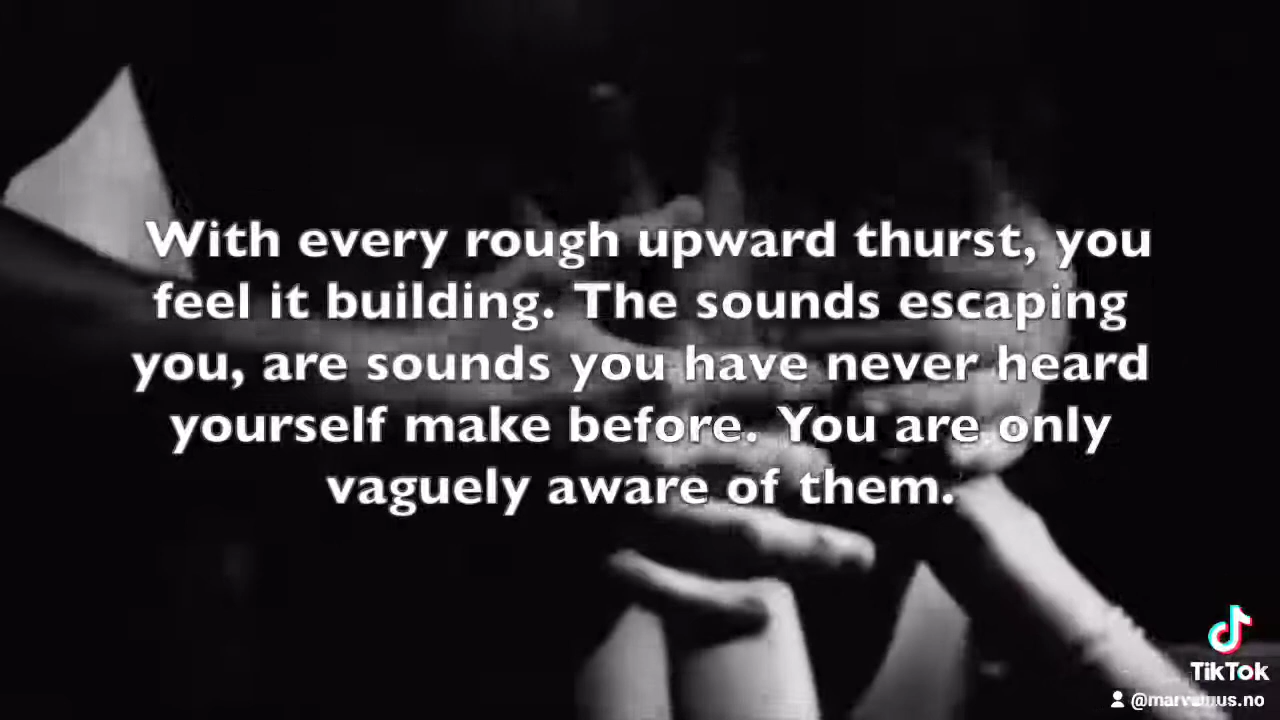 With every rough upward thurst, you
feel it building. The sounds escaping
you, are sounds you have never heard
yourself make before. You are only
vaguely aware of them.
TikTok